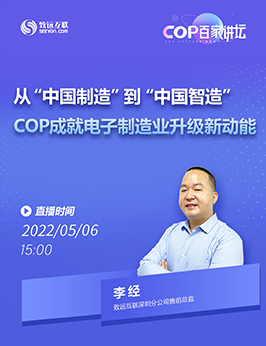 致远互联
SEEYON.COM
COP百家讲坛
从“中国制造”到“中国智造”
COP成就电子制造业升级新动能
直播时间
2022/05/06
15:00
李经
致远互联深圳分公司售前总监